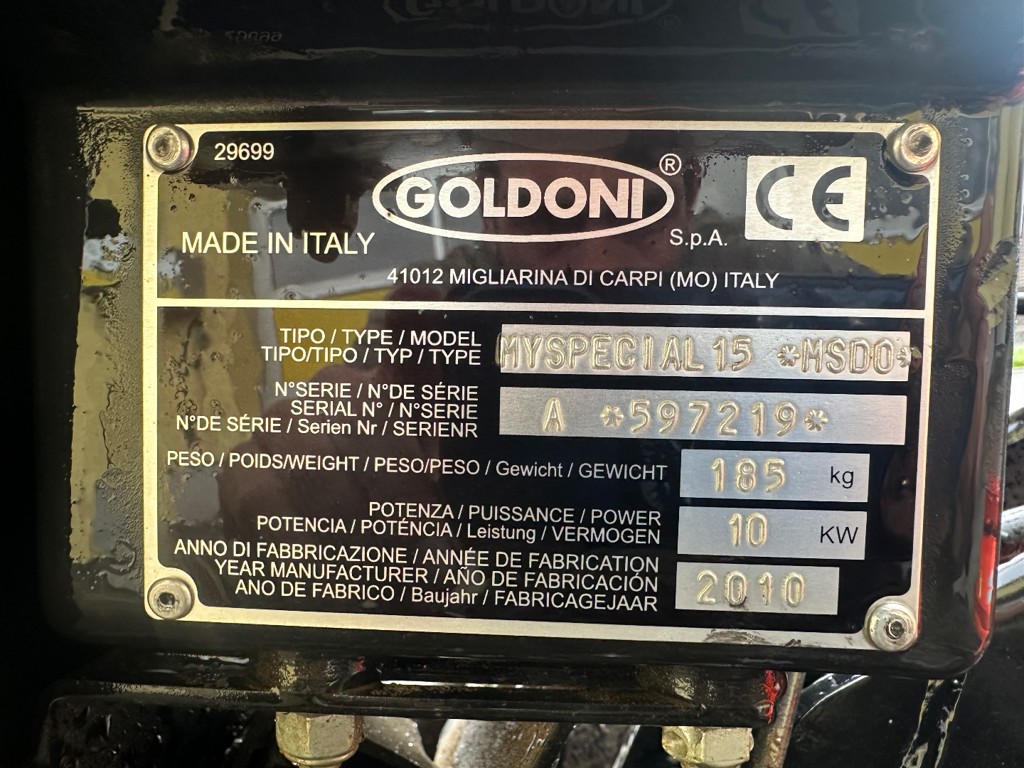 29699
GOLDONI®
S.p.A.
CE
MADE IN ITALY
41012 MIGLIARINA DI CARPI (MO) ITALY
TIPO / TYPE / MODEL
TIPO/TIPO / TYP / TYPE
MYSPECIAL15 *MSDO*
N°SERIE / N°DE SÉRIE
SERIAL N° / N°SERIE
N°DE SÉRIE / Serien Nr / SERIENR
A *597219*
PESO / POIDS/WEIGHT / PESO/PESO / Gewicht / GEWICHT
185 kg
POTENZA / PUISSANCE / POWER
POTENCIA / POTÉNCIA / Leistung / VERMOGEN
10 KW
ANNO DI FABBRICAZIONE / ANNÉE DE FABRICATION
YEAR MANUFACTURER / AÑO DE FABRICACIÓN
ANO DE FABRICO / Baujahr / FABRICAGEJAAR
2010